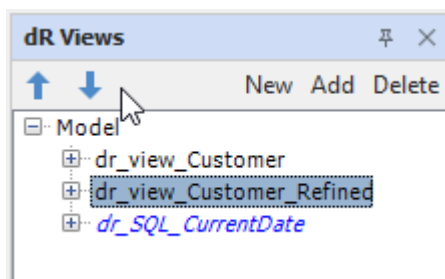 dR Views
New Add Delete
Model
dr_view_Customer
dr_view_Customer_Refined
dr_SQL_CurrentDate